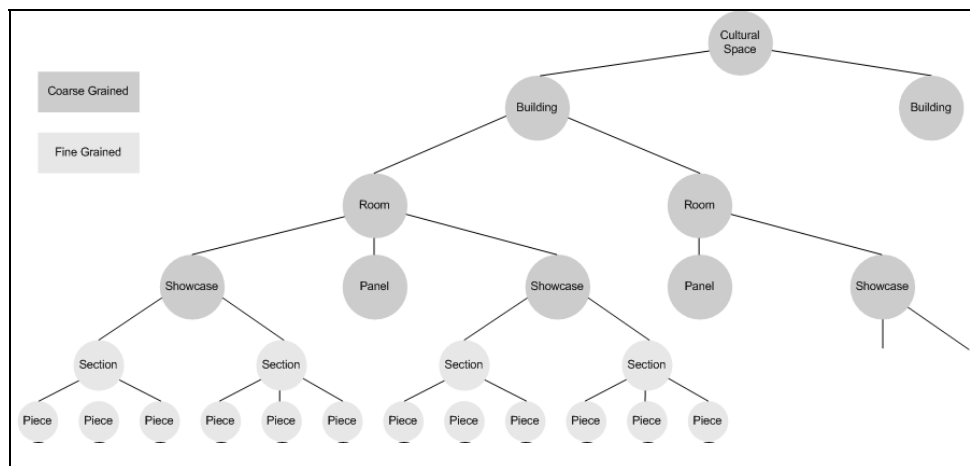 Cultural
Space
Coarse Grained
Building
Building
Fine Grained
Room
Room
Showcase
Panel
Showcase
Panel
Showcase
Section
Section
Section
Section
Piece
Piece
Piece
Piece
Piece
Piece
Piece
Piece
Piece
Piece
Piece
Piece